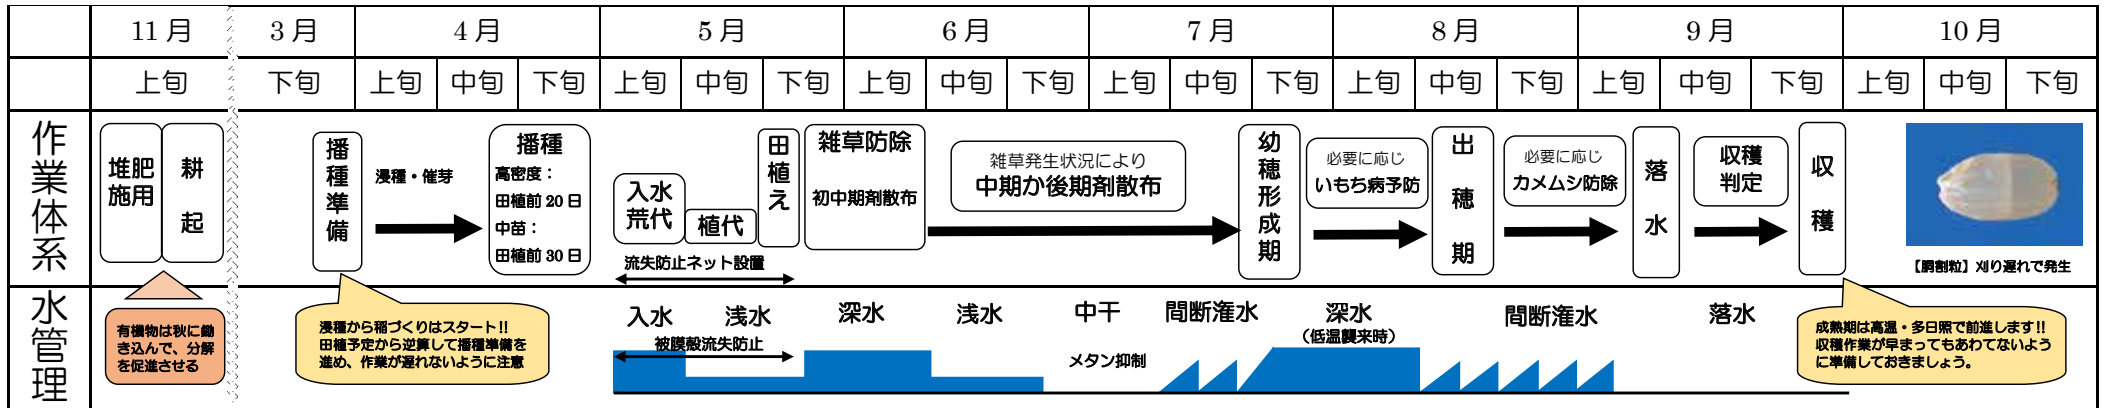 11月 3月 4月 5月 6月 7月 8月 9月 10月
上旬 下旬 上旬 中旬 下旬 上旬 中旬 下旬 上旬 中旬 下旬 上旬 中旬 下旬 上旬 中旬 下旬 上旬 中旬 下旬 上旬 中旬 下旬
作業体系
堆肥
施用
耕起
播種準備
浸種・催芽
播種
高密度：
田植前20日
中苗：
田植前30日
入水
荒代
植代
田植え
流失防止ネット設置
雑草防除
初中期剤散布
雑草発生状況により
中期か後期剤散布
幼穂形成期
必要に応じ
いもち病予防
出穂期
必要に応じ
カメムシ防除
落水
収穫
判定
収穫
【胴割粒】刈り遅れで発生
水管理
有機物は秋に鋤
き込んで、分解
を促進させる
浸種から稲づくりはスタート!!
田植予定から逆算して播種準備を
進め、作業が遅れないように注意
入水 浅水 深水 浅水 中干 間断潅水 深水 間断潅水 落水
(低温襲来時)
被膜殻流失防止
メタン抑制
成熟期は高温・多日照で前進します!!
収穫作業が早まってもあわてないよう
に準備しておきましょう。